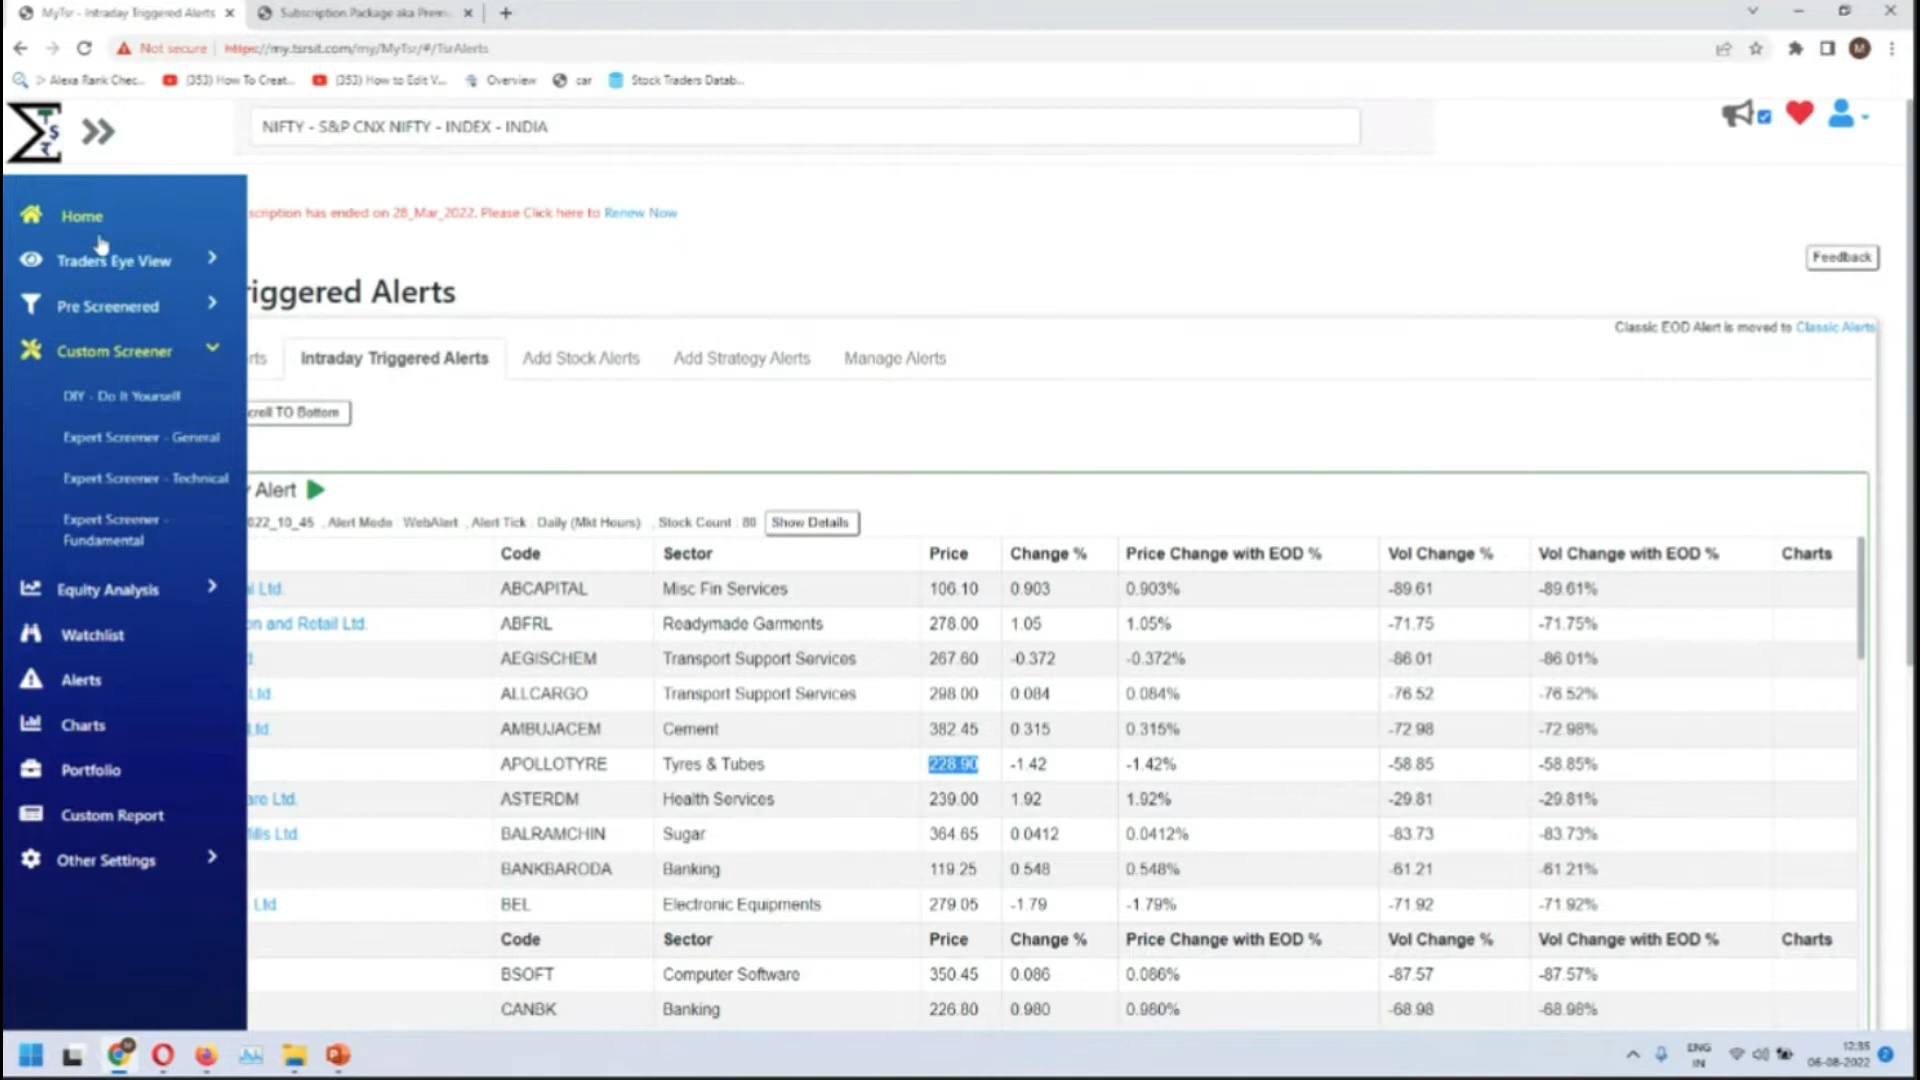 MyTsr - Intraday Triggered Alerts
Subscription Package aka Prem
Not secure https://my.tsrsit.com/my/MyTsr/#/TsrAlerts
> Alexa Rank Chec... (353) How To Creat... (353) How to Edit V... Overview car Stock Traders Datab...
NIFTY - S&P CNX NIFTY - INDEX - INDIA
Home
scription has ended on 28_Mar_2022. Please Click here to Renew Now
Traders Eye View
Feedback
riggered Alerts
Pre Screenered
Classic EOD Alert is moved to Classic Alerts
Custom Screener
rts Intraday Triggered Alerts Add Stock Alerts Add Strategy Alerts Manage Alerts
DIY - Do It Yourself
croll TO Bottom
Expert Screener - General
Expert Screener - Technical
Alert
Expert Screener - Fundamental
022_10_45 , Alert Mode : WebAlert , Alert Tick : Daily (Mkt Hours) , Stock Count : 80 Show Details
Code Sector Price Change % Price Change with EOD % Vol Change % Vol Change with EOD % Charts
Equity Analysis
l Ltd. ABCAPITAL Misc Fin Services 106.10 0.903 0.903% -89.61 -89.61%
on and Retail Ltd. ABFRL Readymade Garments 278.00 1.05 1.05% -71.75 -71.75%
Watchlist
AEGISCHEM Transport Support Services 267.60 -0.372 -0.372% -86.01 -86.01%
Alerts
Ltd. ALLCARGO Transport Support Services 298.00 0.084 0.084% -76.52 -76.52%
Charts
Ltd. AMBUJACEM Cement 382.45 0.315 0.315% -72.98 -72.98%
Portfolio
APOLLOTYRE Tyres & Tubes 228.90 -1.42 -1.42% -58.85 -58.85%
are Ltd. ASTERDM Health Services 239.00 1.92 1.92% -29.81 -29.81%
Custom Report
Mills Ltd. BALRAMCHIN Sugar 364.65 0.0412 0.0412% -83.73 -83.73%
Other Settings
BANKBARODA Banking 119.25 0.548 0.548% -61.21 -61.21%
Ltd. BEL Electronic Equipments 279.05 -1.79 -1.79% -71.92 -71.92%
Code Sector Price Change % Price Change with EOD % Vol Change % Vol Change with EOD % Charts
BSOFT Computer Software 350.45 0.086 0.086% -87.57 -87.57%
CANBK Banking 226.80 0.980 0.980% -68.98 -68.98%
ENG
IN
12:35
06-08-2022
2